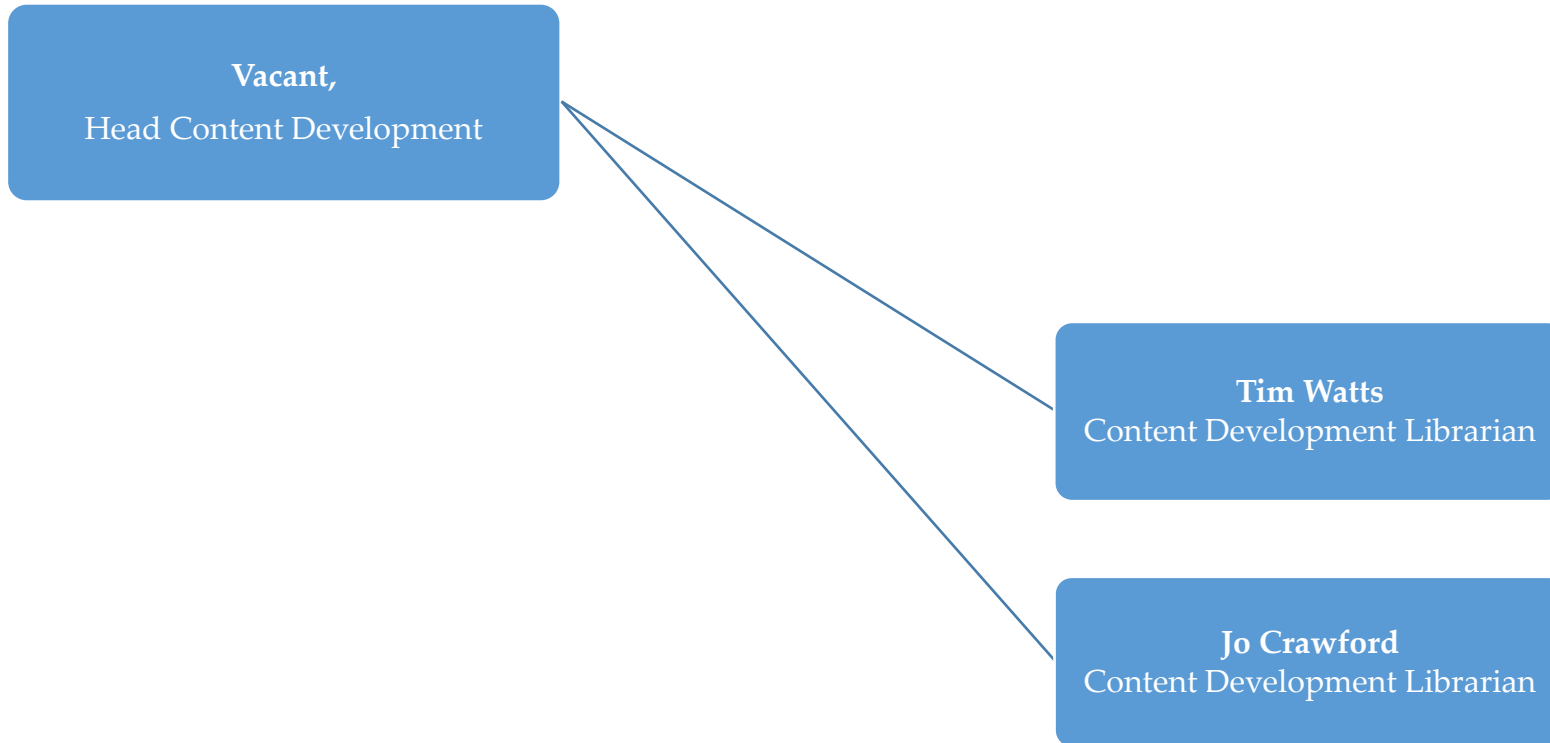 Vacant,
Head Content Development
Tim Watts
Content Development Librarian
Jo Crawford
Content Development Librarian